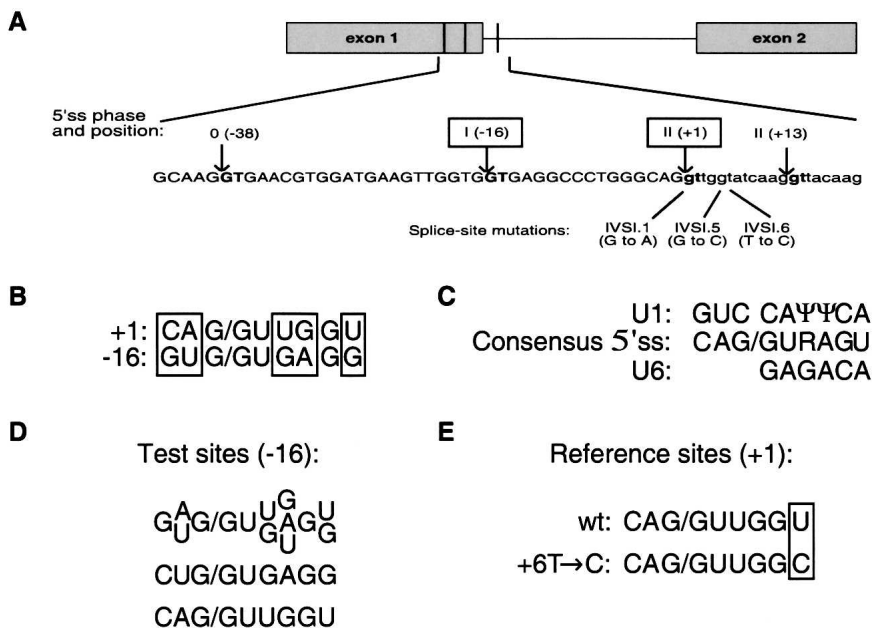 A
exon 1
exon 2
5'ss phase
and position:
0 (-38)
I (-16)
II (+1)
II (+13)
GCAAGGTGAACGTGGATGAAGTTGGTGGTGAGGCCCTGGGCAGgttggtatcaaggttacaag
Splice-site mutations:
IVSI.1
(G to A)
IVSI.5
(G to C)
IVSI.6
(T to C)
B
+1: CAG/GUUGGU
-16: GUG/GUGAGG
C
U1: GUC CAΨΨCA
Consensus 5'ss: CAG/GURAGU
U6: GAGACA
D
Test sites (-16):
G
A U G U
G G/GU A G
U G U G
CUG/GUGAGG
CAG/GUUGGU
E
Reference sites (+1):
wt: CAG/GUUGGU
+6T→C: CAG/GUUGGC